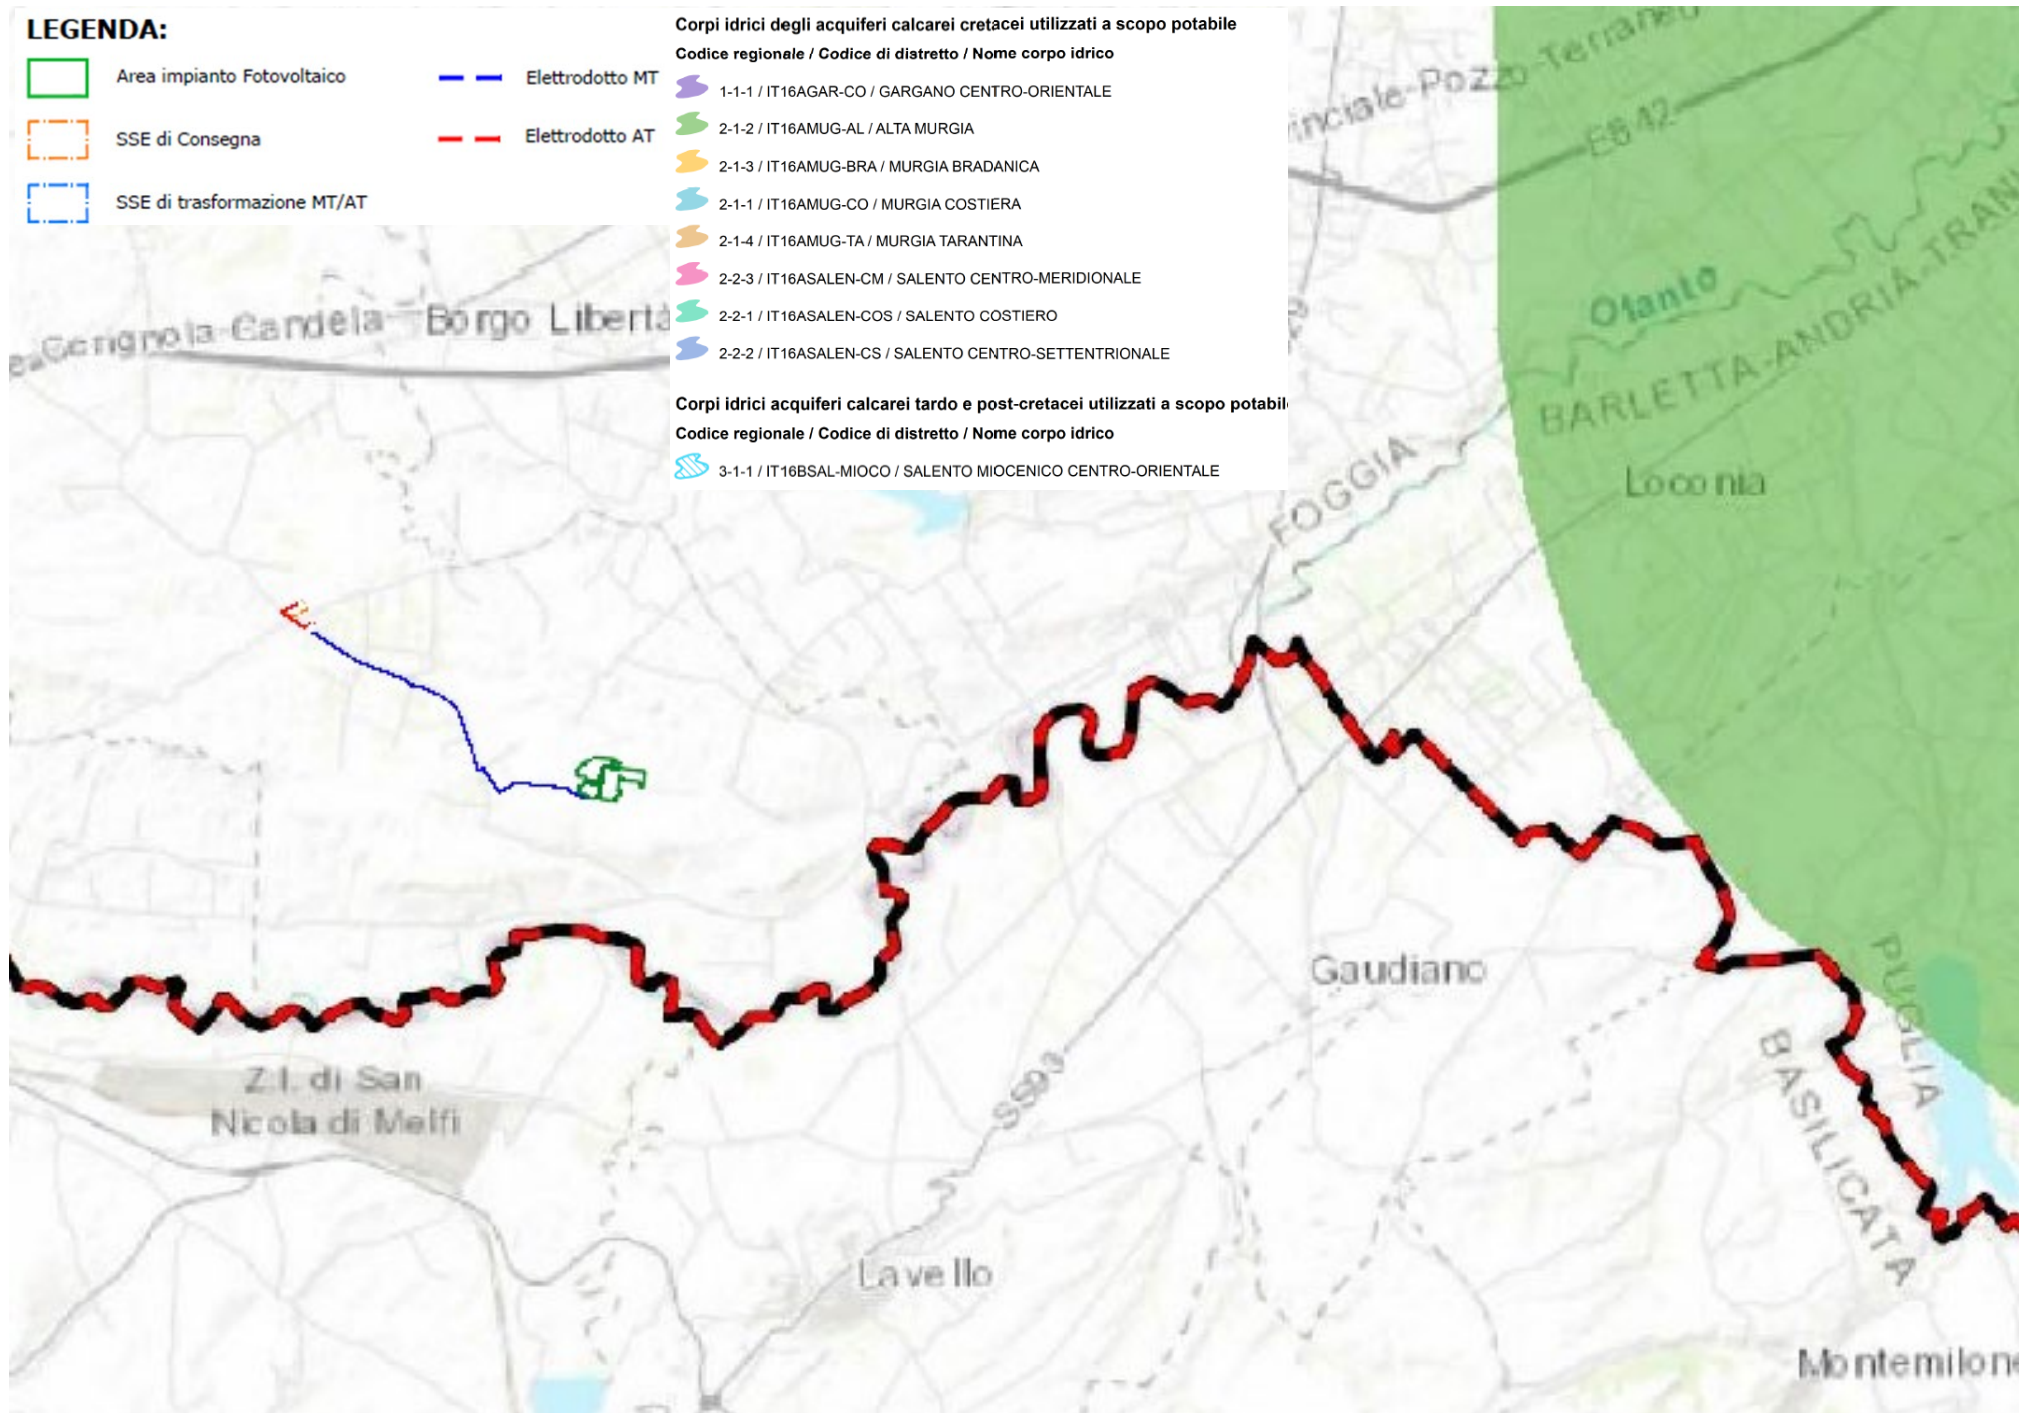 LEGENDA:
Area impianto Fotovoltaico
Elettrodotto MT
SSE di Consegna
Elettrodotto AT
SSE di trasformazione MT/AT
Corpi idrici degli acquiferi calcarei cretacei utilizzati a scopo potabile
Codice regionale / Codice di distretto / Nome corpo idrico
1-1-1 / IT16AGAR-CO / GARGANO CENTRO-ORIENTALE
2-1-2 / IT16AMUG-AL / ALTA MURGIA
2-1-3 / IT16AMUG-BRA / MURGIA BRADANICA
2-1-1 / IT16AMUG-CO / MURGIA COSTIERA
2-1-4 / IT16AMUG-TA / MURGIA TARANTINA
2-2-3 / IT16ASALEN-CM / SALENTO CENTRO-MERIDIONALE
2-2-1 / IT16ASALEN-COS / SALENTO COSTIERO
2-2-2 / IT16ASALEN-CS / SALENTO CENTRO-SETTENTRIONALE
Corpi idrici acquiferi calcarei tardo e post-cretacei utilizzati a scopo potabil
Codice regionale / Codice di distretto / Nome corpo idrico
3-1-1 / IT16BSAL-MIOCO / SALENTO MIOCENICO CENTRO-ORIENTALE
inciale-Pozzo-Terraneo
E842
Ofanto
BARLETTA-ANDRIA-TRANI
Cerignola-Candela
Borgo Libertà
Loconia
FOGGIA
Gaudiano
PUGLIA
BASILICATA
Z.I. di San
Nicola di Melfi
SS93
Lavello
Montemilone